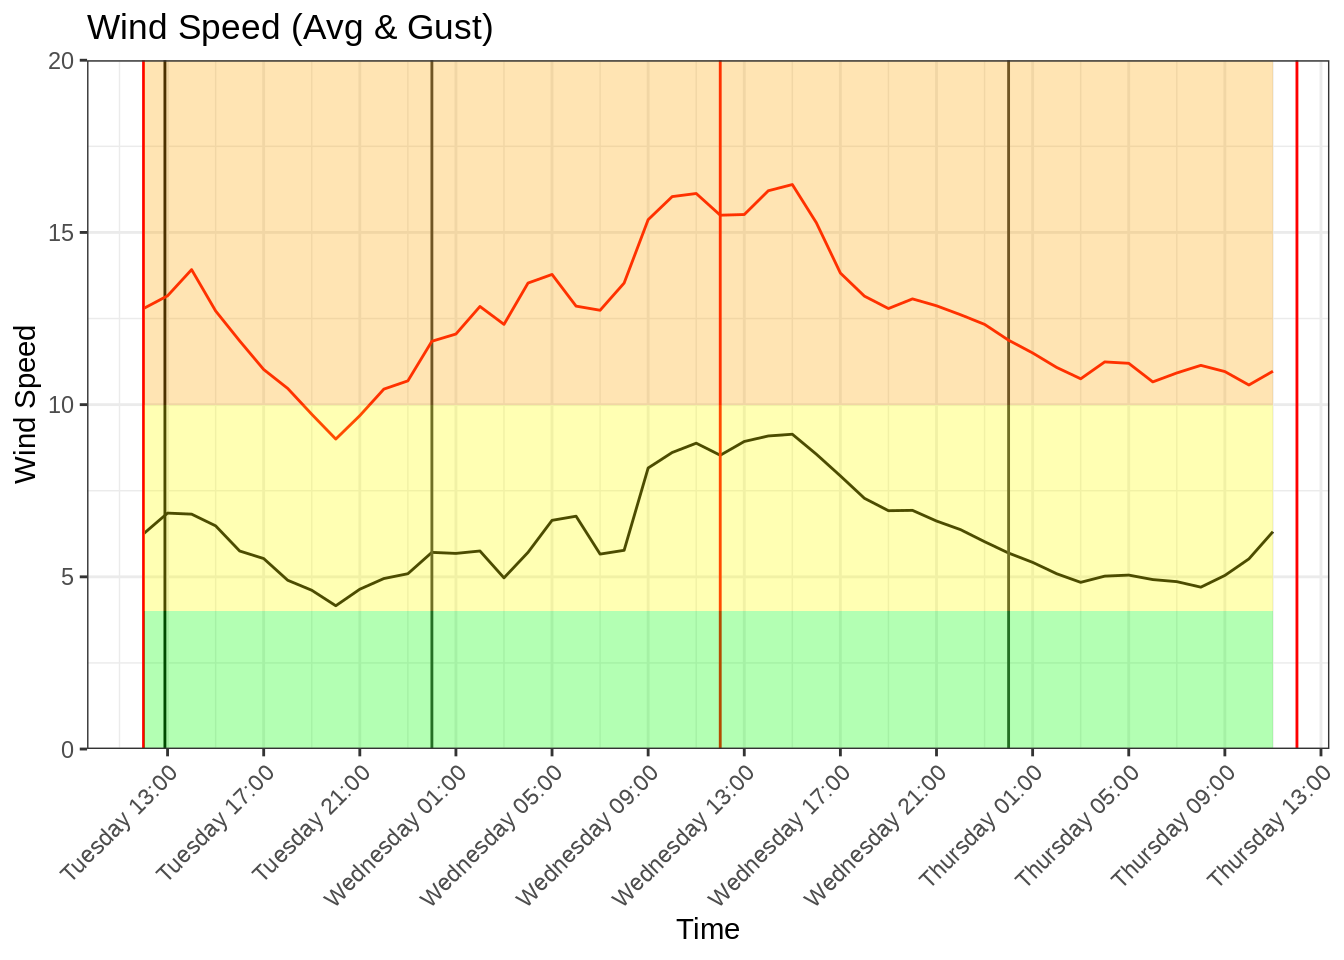 Wind Speed (Avg & Gust)
20
15
10
5
0
Wind Speed
Tuesday 13:00
Tuesday 17:00
Tuesday 21:00
Wednesday 01:00
Wednesday 05:00
Wednesday 09:00
Wednesday 13:00
Wednesday 17:00
Wednesday 21:00
Thursday 01:00
Thursday 05:00
Thursday 09:00
Thursday 13:00
Time